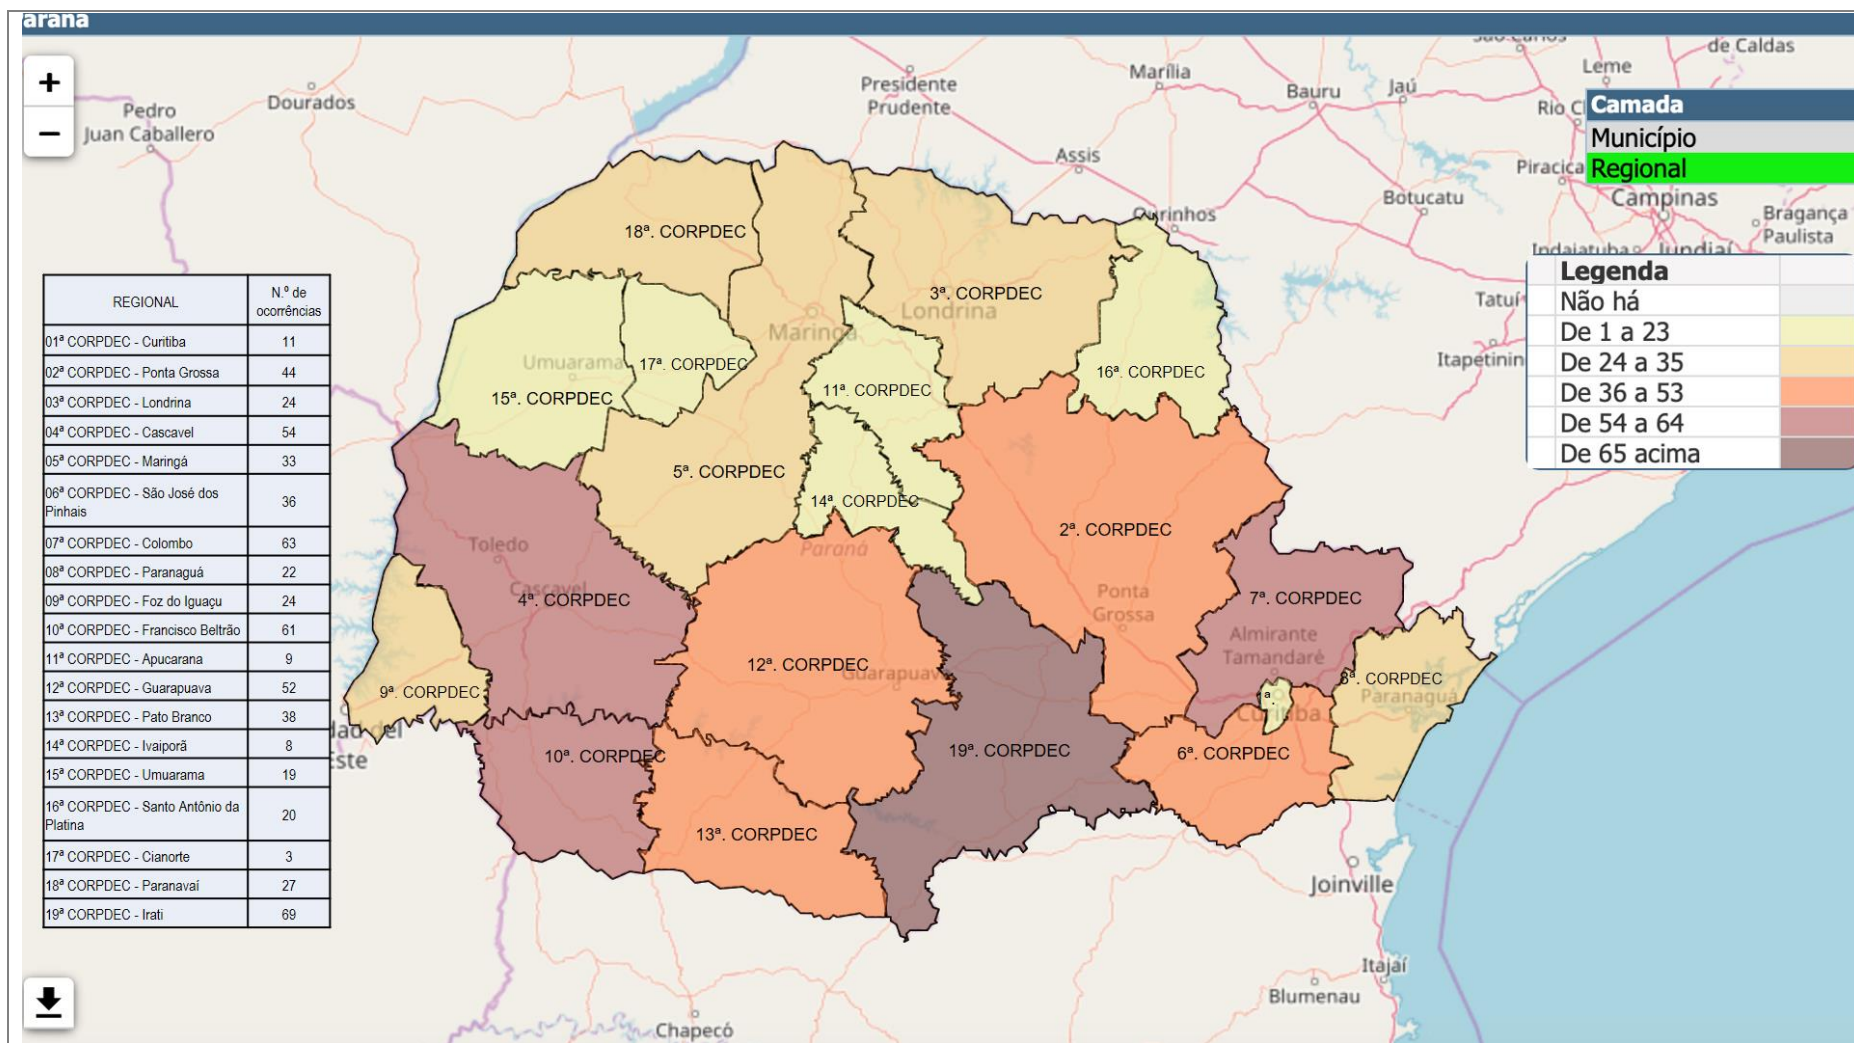 araná
+
−
Pedro
Juan Caballero
Dourados
Presidente
Prudente
Marília
Bauru
Jaú
São Carlos
de Caldas
Leme
Rio C
Assis
Piracica
Botucatu
Campinas
Bragança
Paulista
Ourinhos
Indaiatuba
Jundiaí
Tatuí
Itapetinin
Camada
Município
Regional
Legenda
Não há
De 1 a 23
De 24 a 35
De 36 a 53
De 54 a 64
De 65 acima
REGIONAL N.º de
ocorrências
01ª CORPDEC - Curitiba 11
02ª CORPDEC - Ponta Grossa 44
03ª CORPDEC - Londrina 24
04ª CORPDEC - Cascavel 54
05ª CORPDEC - Maringá 33
06ª CORPDEC - São José dos
Pinhais 36
07ª CORPDEC - Colombo 63
08ª CORPDEC - Paranaguá 22
09ª CORPDEC - Foz do Iguaçu 24
10ª CORPDEC - Francisco Beltrão 61
11ª CORPDEC - Apucarana 9
12ª CORPDEC - Guarapuava 52
13ª CORPDEC - Pato Branco 38
14ª CORPDEC - Ivaiporã 8
15ª CORPDEC - Umuarama 19
16ª CORPDEC - Santo Antônio da
Platina 20
17ª CORPDEC - Cianorte 3
18ª CORPDEC - Paranavaí 27
19ª CORPDEC - Irati 69
18ª. CORPDEC
3ª. CORPDEC
Londrina
Maringá
Umuarama
17ª. CORPDEC
16ª. CORPDEC
15ª. CORPDEC
11ª. CORPDEC
5ª. CORPDEC
14ª. CORPDEC
2ª. CORPDEC
Paraná
Toledo
Cascavel
4ª. CORPDEC
Ponta
Grossa
7ª. CORPDEC
Almirante
Tamandaré
12ª. CORPDEC
Guarapuava
9ª. CORPDEC
8ª. CORPDEC
Paranaguá
ª.
Curitiba
dad del
Este
10ª. CORPDEC
19ª. CORPDEC
6ª. CORPDEC
13ª. CORPDEC
Joinville
Itajaí
Blumenau
Chapecó